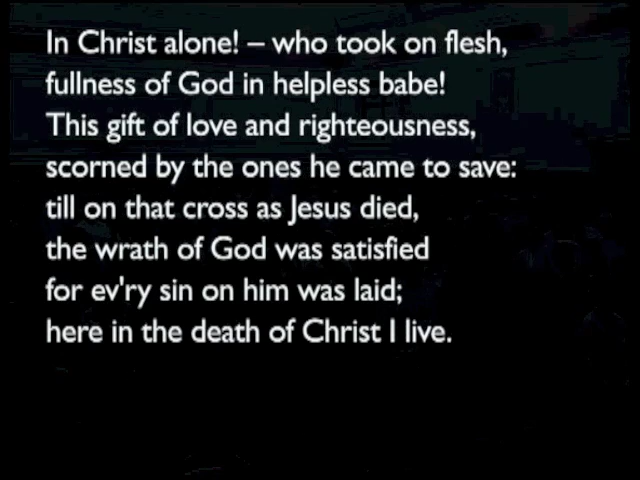 In Christ alone! – who took on flesh,
fullness of God in helpless babe!
This gift of love and righteousness,
scorned by the ones he came to save:
till on that cross as Jesus died,
the wrath of God was satisfied
for ev'ry sin on him was laid;
here in the death of Christ I live.